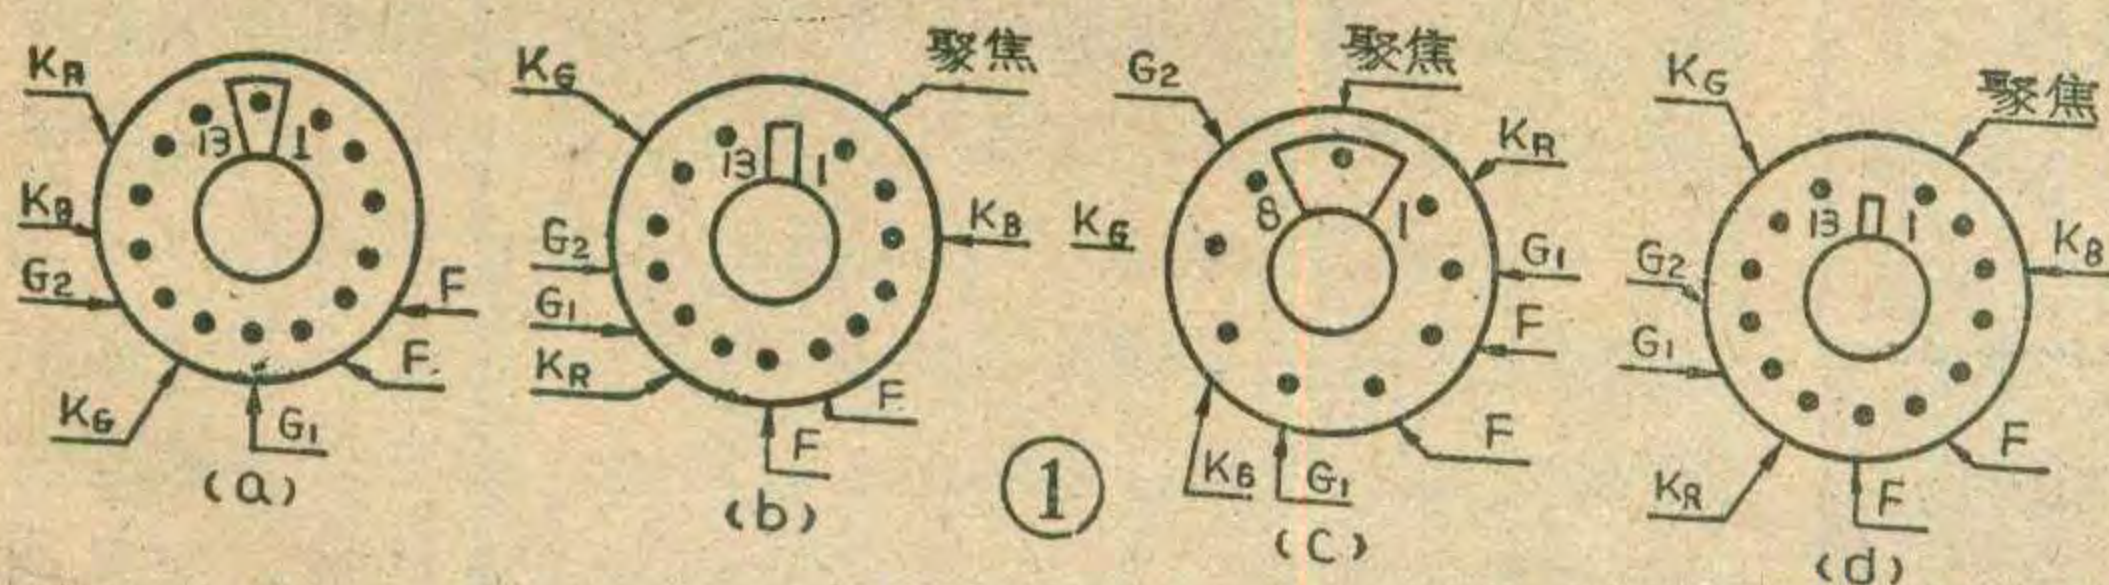 KR
13 1
KB
G2
F
F
KG
G1
(a)
KG
聚焦
13 1
KB
G2
G1
KR
F
F
(b)
①
G2
聚焦
KR
KG
8 1
G1
F
F
KG
G1
(c)
KG
聚焦
13 1
KB
G2
G1
F
KR
F
(d)